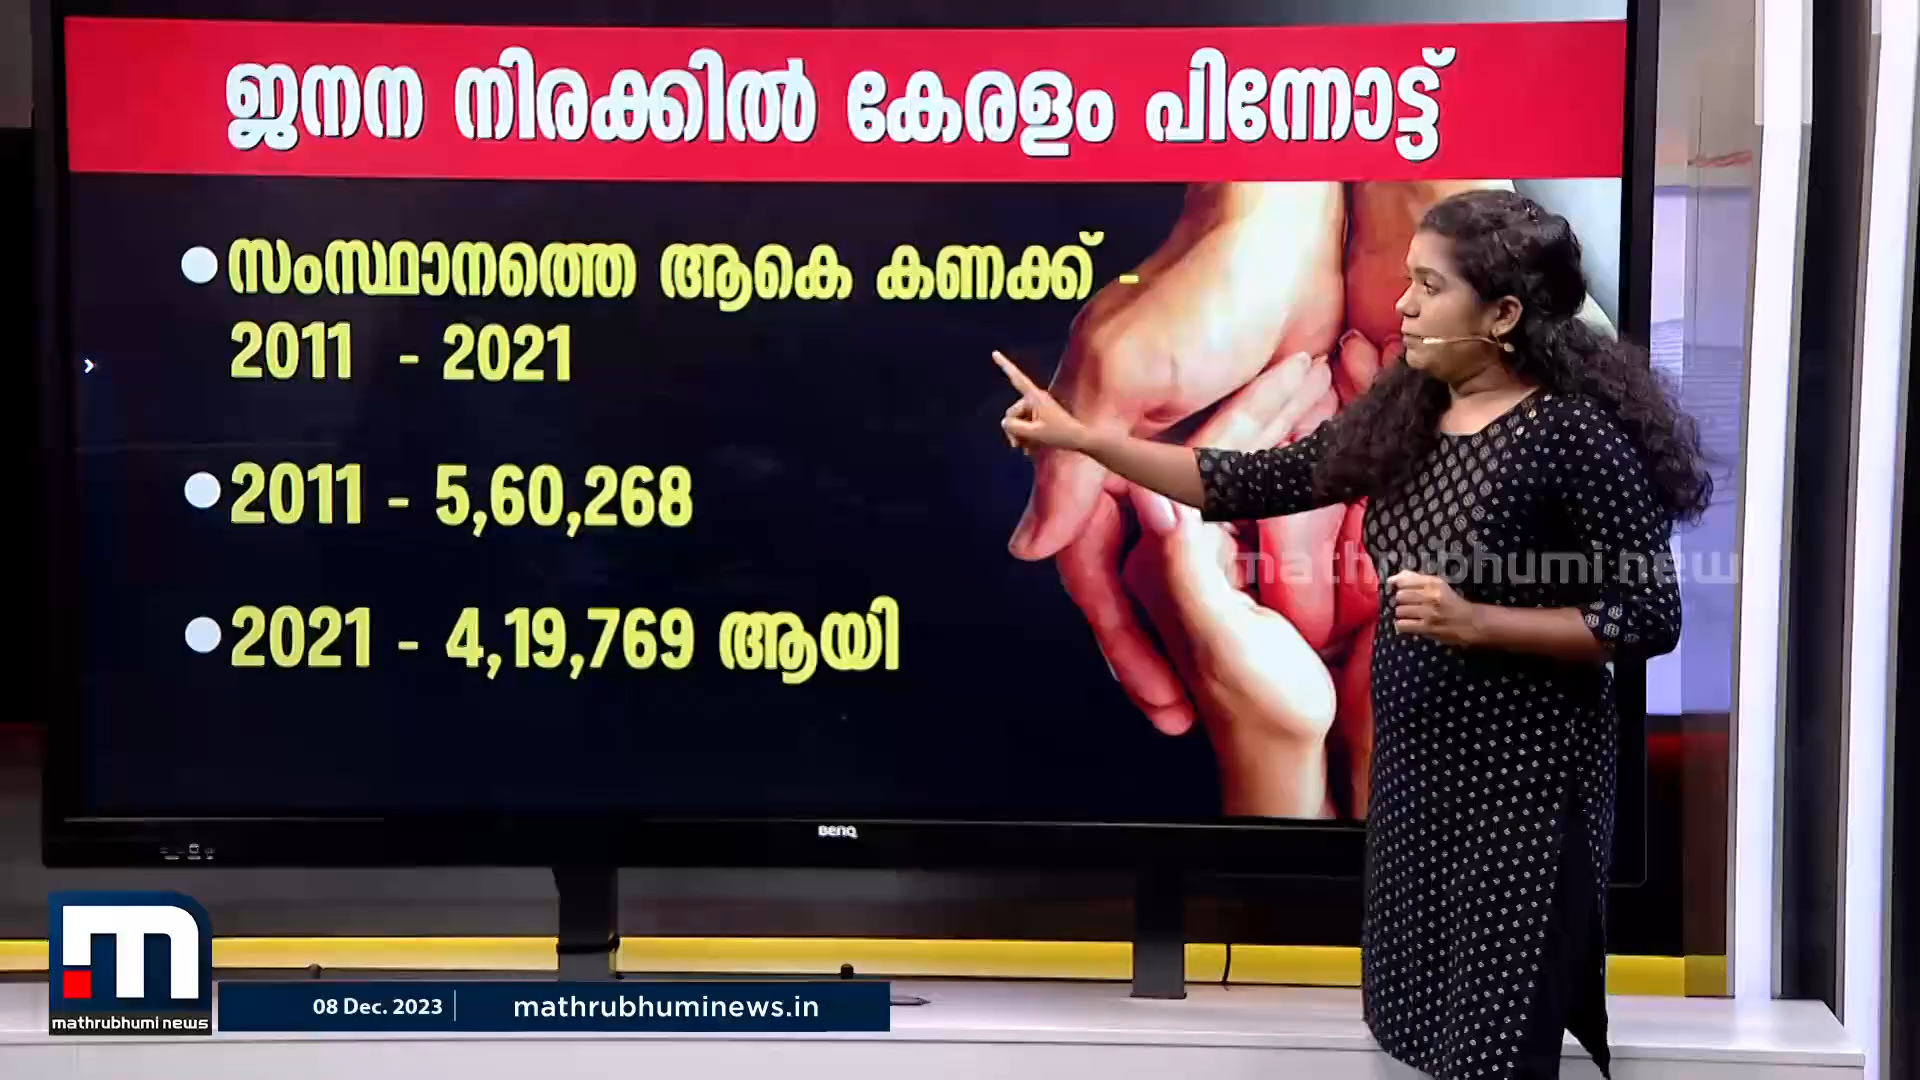 ജനന നിരക്കിൽ കേരളം പിന്നോട്ട്
സംസ്ഥാനത്തെ ആകെ കണക്ക് -
2011 - 2021
2011 - 5,60,268
2021 - 4,19,769 ആയി
mathrubhumi new
BenQ
mathrubhumi news
08 Dec. 2023
mathrubhuminews.in